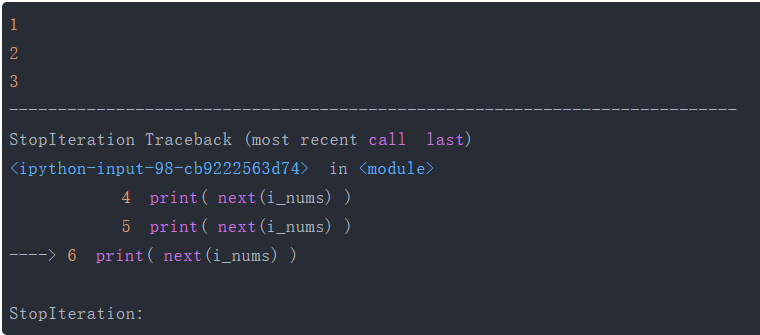 1
2
3
---------------------------------------------------------------------------
StopIteration Traceback (most recent call  last)
<ipython-input-98-cb9222563d74>  in <module>
            4  print( next(i_nums) )
            5  print( next(i_nums) )
----> 6  print( next(i_nums) )

StopIteration: